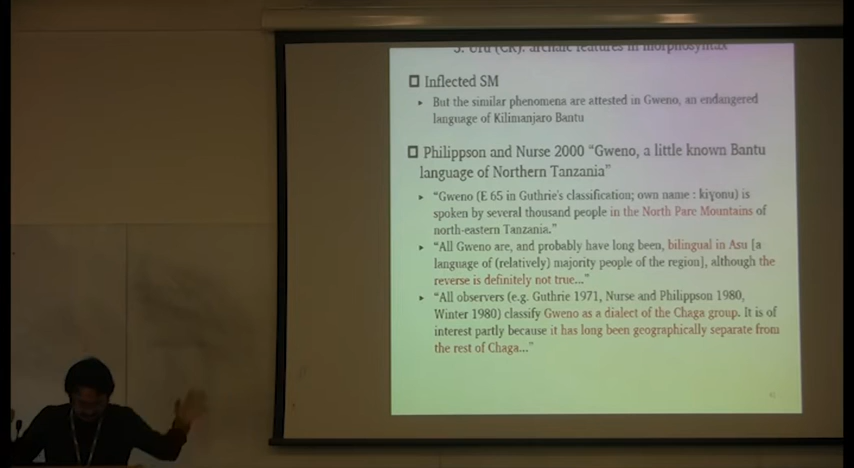 3. Uru (CK): archaic features in morphosyntax
Inflected SM
But the similar phenomena are attested in Gweno, an endangered
language of Kilimanjaro Bantu
Philippson and Nurse 2000 “Gweno, a little known Bantu
language of Northern Tanzania”
“Gweno (E 65 in Guthrie's classification; own name : kiɣonu) is
spoken by several thousand people in the North Pare Mountains of
north-eastern Tanzania.”
“All Gweno are, and probably have long been, bilingual in Asu [a
language of (relatively) majority people of the region], although the
reverse is definitely not true...”
“All observers (e.g. Guthrie 1971, Nurse and Philippson 1980,
Winter 1980) classify Gweno as a dialect of the Chaga group. It is of
interest partly because it has long been geographically separate from
the rest of Chaga...”